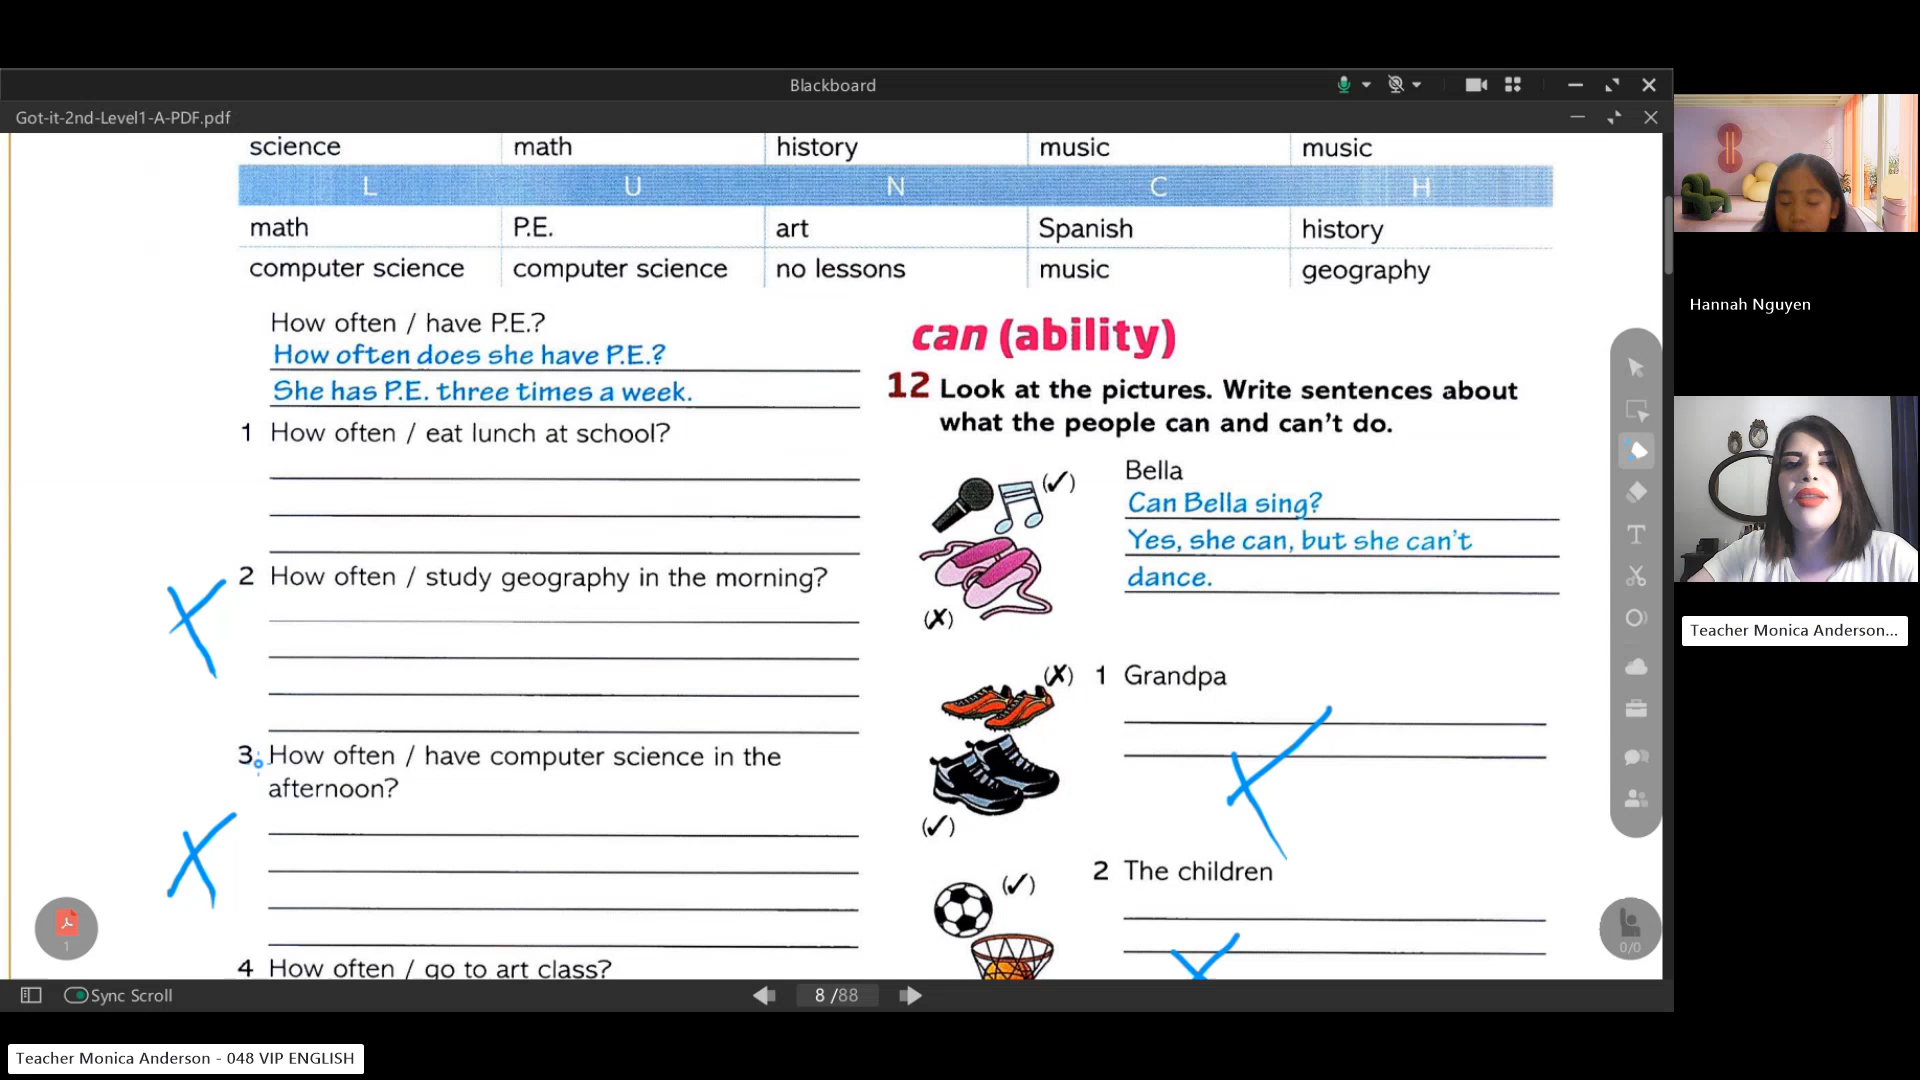 Blackboard
Got-it-2nd-Level1-A-PDF.pdf
science math history music music
L U N C H
math P.E. art Spanish history
computer science computer science no lessons music geography
How often / have P.E.?
How often does she have P.E.?
She has P.E. three times a week.
1 How often / eat lunch at school?
2 How often / study geography in the morning?
3 How often / have computer science in the
afternoon?
4 How often / go to art class?
can (ability)
12 Look at the pictures. Write sentences about
what the people can and can't do.
Bella
Can Bella sing?
Yes, she can, but she can't
dance.
1 Grandpa
2 The children
Hannah Nguyen
Teacher Monica Anderson...
1
0/0
Sync Scroll
8 /88
Teacher Monica Anderson - 048 VIP ENGLISH